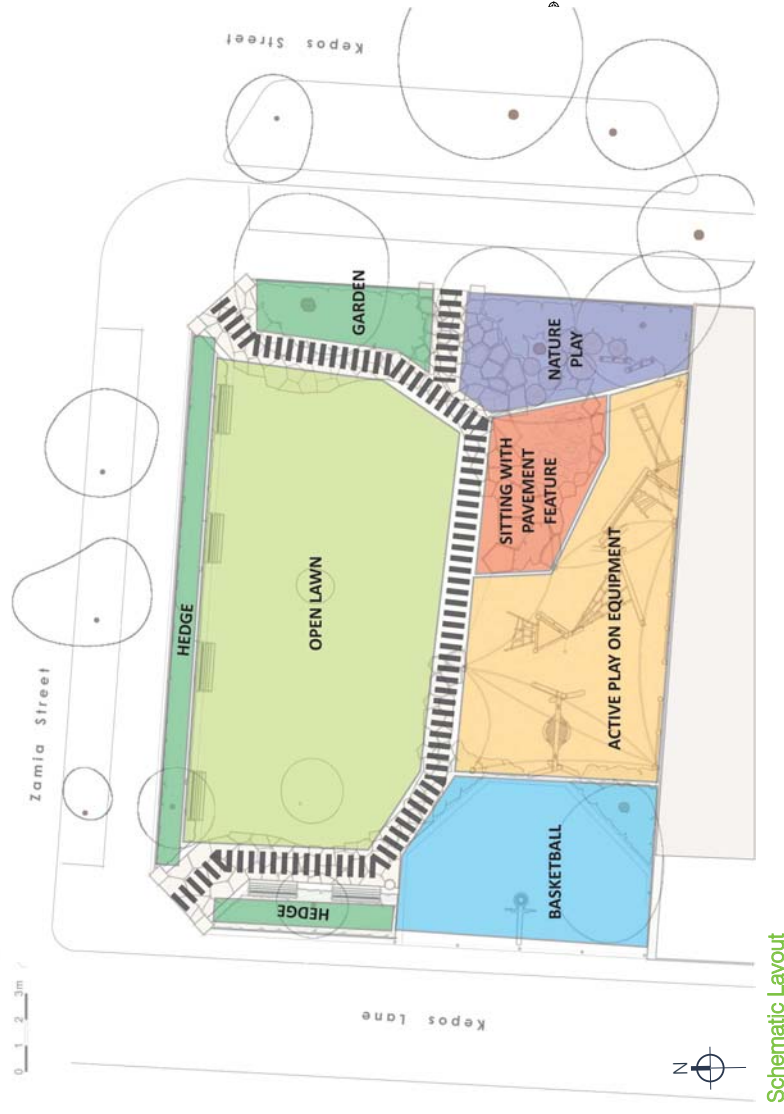 Kepos Street
Zamia Street
HEDGE
GARDEN
OPEN LAWN
NATURE
PLAY
SITTING WITH
PAVEMENT
FEATURE
ACTIVE PLAY ON EQUIPMENT
HEDGE
BASKETBALL
Kepos Lane
0 1 2 3m
N
Schematic Layout